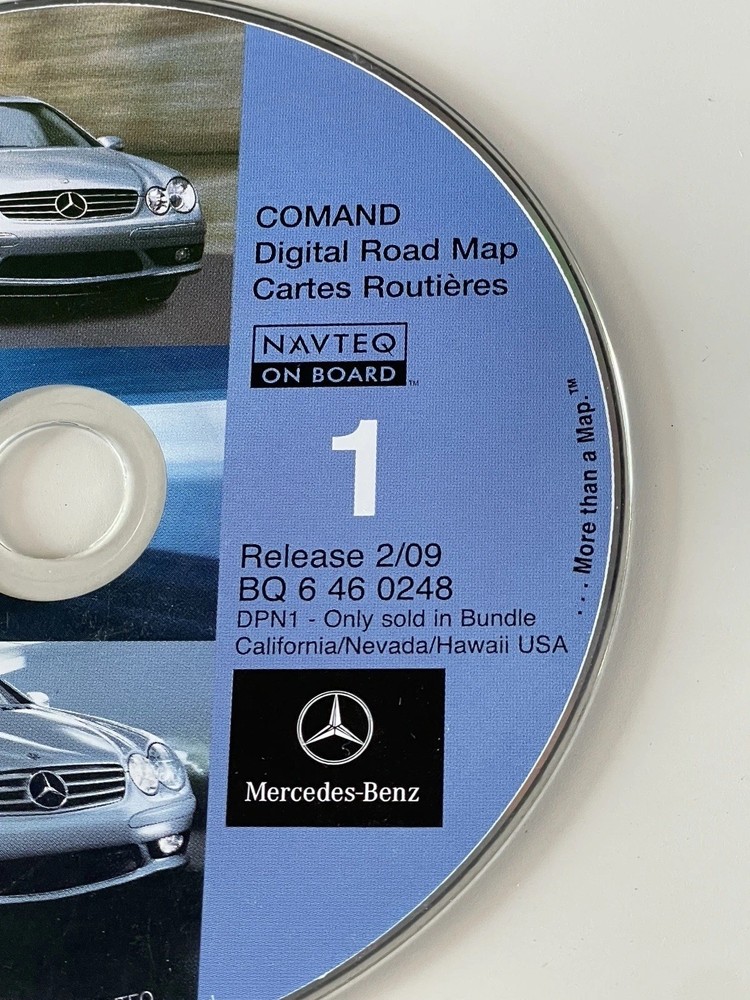 COMAND
Digital Road Map
Cartes Routières
NAVTEQ
ON BOARD™
1
Release 2/09
BQ 6 46 0248
DPN1 - Only sold in Bundle
California/Nevada/Hawaii USA
Mercedes-Benz
... More than a Map.™